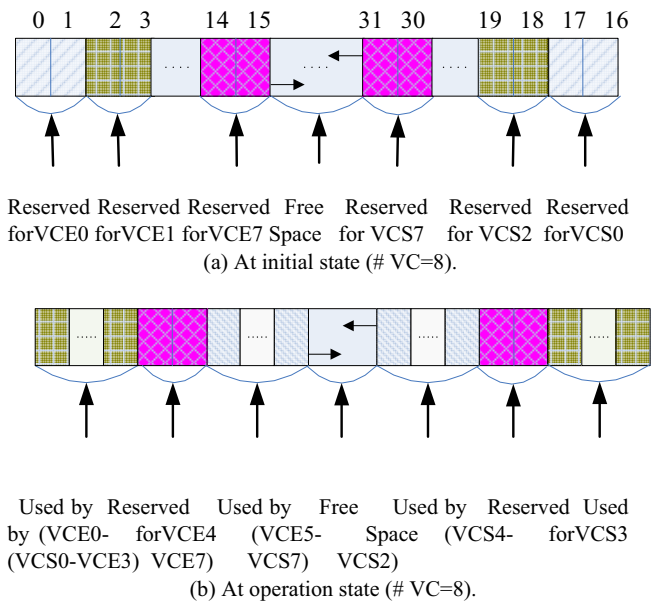 0 1 2 3 14 15 31 30 19 18 17 16
.... .... ....
Reserved Reserved Reserved Free Reserved Reserved Reserved
forVCE0 forVCE1 forVCE7 Space for VCS7 for VCS2 forVCS0
(a) At initial state (# VC=8).
..... ..... ..... .....
Used by Reserved Used by Free Used by Reserved Used
by (VCE0- forVCE4 (VCE5- Space (VCS4- forVCS3
(VCS0-VCE3) VCE7) VCS7) VCS2)
(b) At operation state (# VC=8).